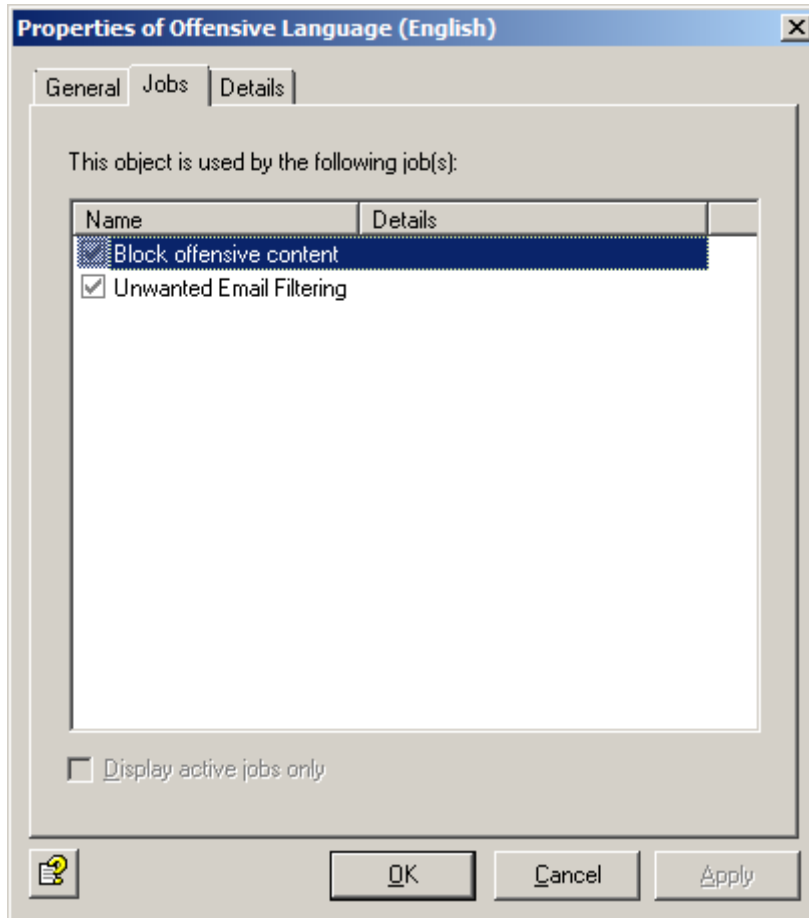 Properties of Offensive Language (English)
General Jobs Details
This object is used by the following job(s):
Name Details
Block offensive content
Unwanted Email Filtering
Display active jobs only
OK Cancel Apply